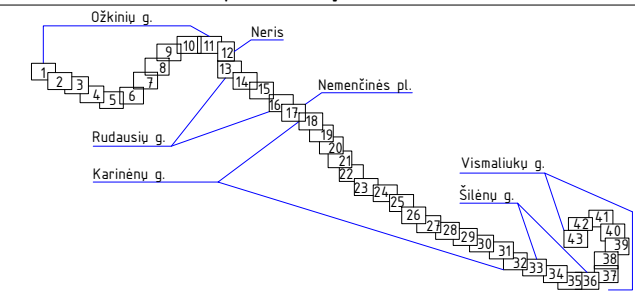 Ožkinių g.
Neris
1 2 3 4 5 6 7 8 9 10 11 12
13 14 15 16 17 18 19 20 21 22
Nemenčinės pl.
Rudausių g.
Karinėnų g.
23 24 25 26 27 28 29 30 31 32
Vismaliukų g.
Šilėnų g.
33 34 35 36 37 38 39 40 41 42 43